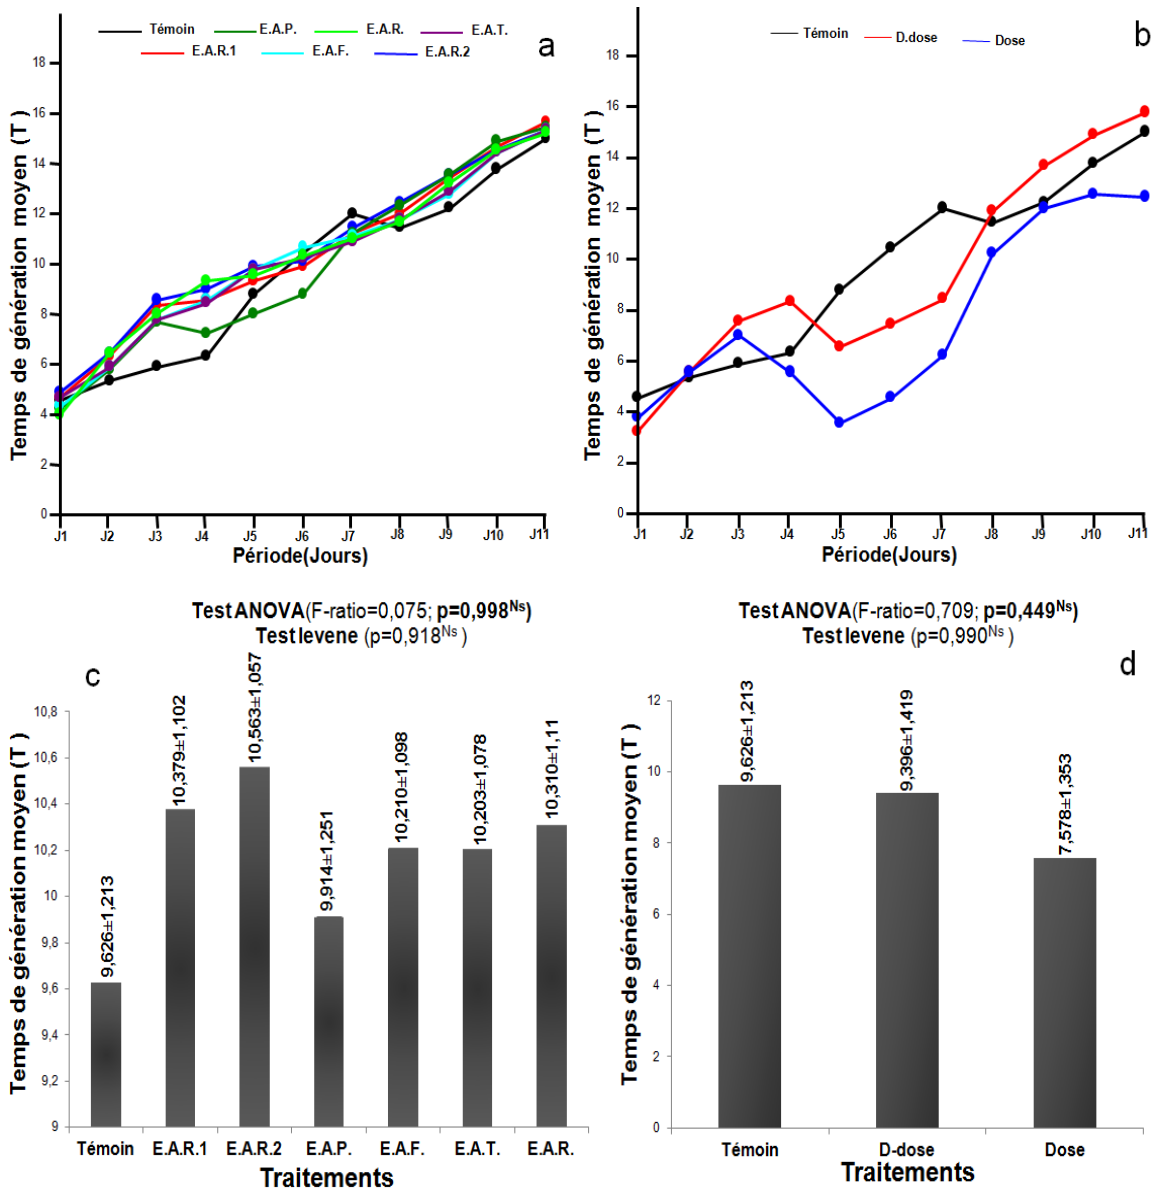 Témoin E.A.P. E.A.R. E.A.T.
E.A.R.1 E.A.F. E.A.R.2
a
Temps de génération moyen (T )
18
16
14
12
10
8
6
4
2
0
J1 J2 J3 J4 J5 J6 J7 J8 J9 J10 J11
Période(Jours)
Témoin D.dose Dose
b
Temps de génération moyen (T )
18
16
14
12
10
8
6
4
2
0
J1 J2 J3 J4 J5 J6 J7 J8 J9 J10 J11
Période(Jours)
Test ANOVA(F-ratio=0,075; p=0,998Ns)
Test levene (p=0,918Ns )
c
Temps de génération moyen (T )
10,8
10,6
10,4
10,2
10
9,8
9,6
9,4
9,2
9
9,626±1,213
10,379±1,102
10,563±1,057
9,914±1,251
10,210±1,098
10,203±1,078
10,310±1,11
Témoin E.A.R.1 E.A.R.2 E.A.P. E.A.F. E.A.T. E.A.R.
Traitements
Test ANOVA(F-ratio=0,709; p=0,449Ns)
Test levene (p=0,990Ns )
d
Temps de génération moyen (T )
12
10
8
6
4
2
0
9,626±1,213
9,396±1,419
7,578±1,353
Témoin D-dose Dose
Traitements